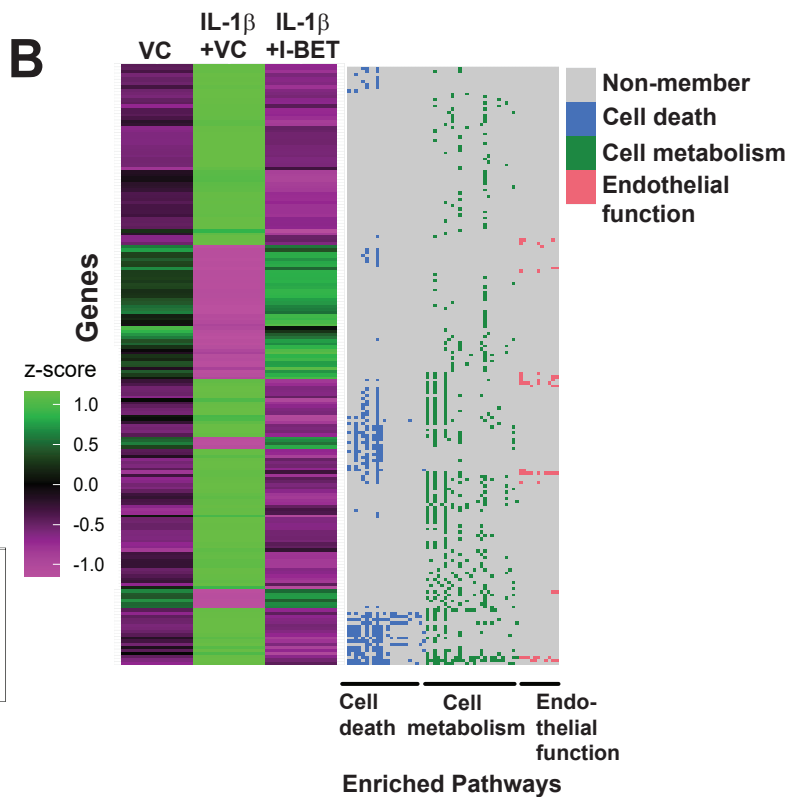 B
VC
IL-1β
+VC
IL-1β
+I-BET
Non-member
Cell death
Cell metabolism
Endothelial
function
Genes
z-score
1.0
0.5
0.0
-0.5
-1.0
Cell
death
Cell
metabolism
Endo-
thelial
function
Enriched Pathways